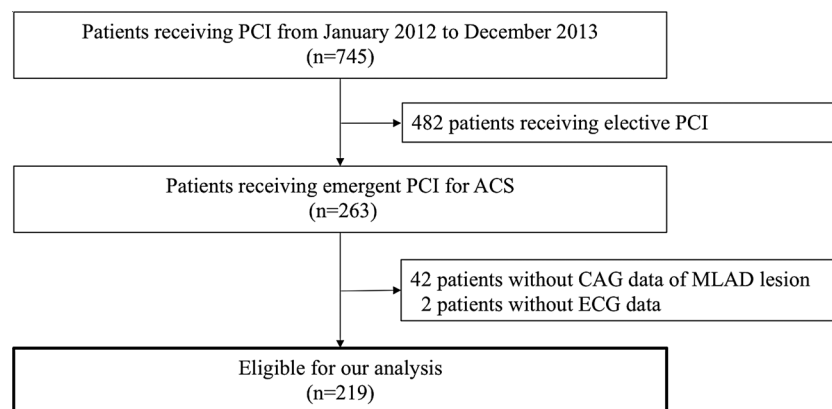 Patients receiving PCI from January 2012 to December 2013
(n=745)
482 patients receiving elective PCI
Patients receiving emergent PCI for ACS
(n=263)
42 patients without CAG data of MLAD lesion
2 patients without ECG data
Eligible for our analysis
(n=219)